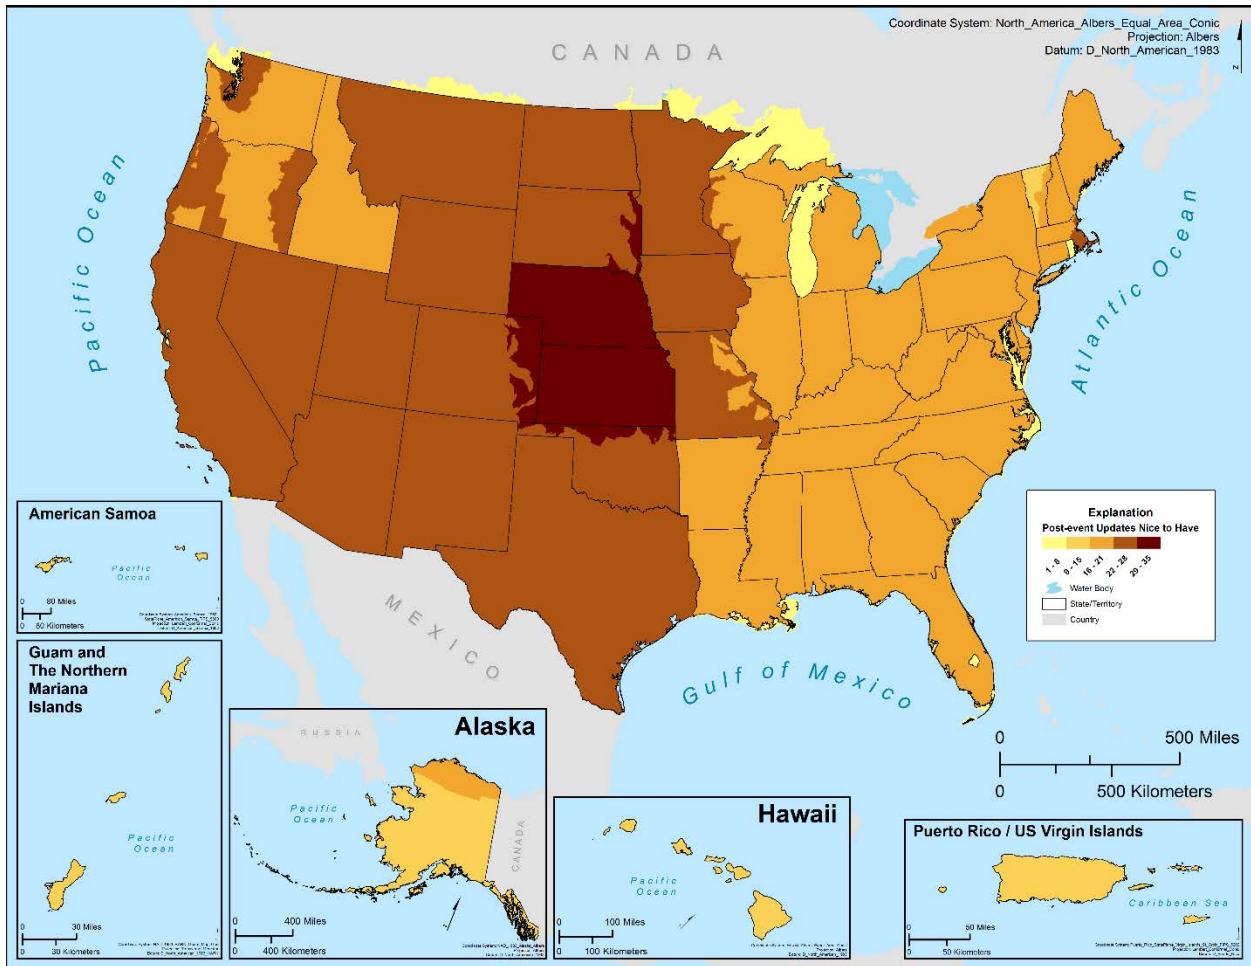 Coordinate System: North_America_Albers_Equal_Area_Conic
Projection: Albers
Datum: D_North_American_1983
N
CANADA
Pacific Ocean
Atlantic Ocean
MEXICO
Gulf of Mexico
Explanation
Post-event Updates Nice to Have
1 - 8
9 - 15
16 - 21
22 - 28
29 - 35
Water Body
State/Territory
Country
0 500 Miles
0 500 Kilometers
American Samoa
Pacific
Ocean
0 80 Miles
0 80 Kilometers
Guam and
The Northern
Mariana
Islands
Pacific
Ocean
0 30 Miles
0 30 Kilometers
Alaska
RUSSIA
Pacific
Ocean
CANADA
0 400 Miles
0 400 Kilometers
Hawaii
Pacific
Ocean
0 100 Miles
0 100 Kilometers
Puerto Rico / US Virgin Islands
Caribbean Sea
0 50 Miles
0 50 Kilometers